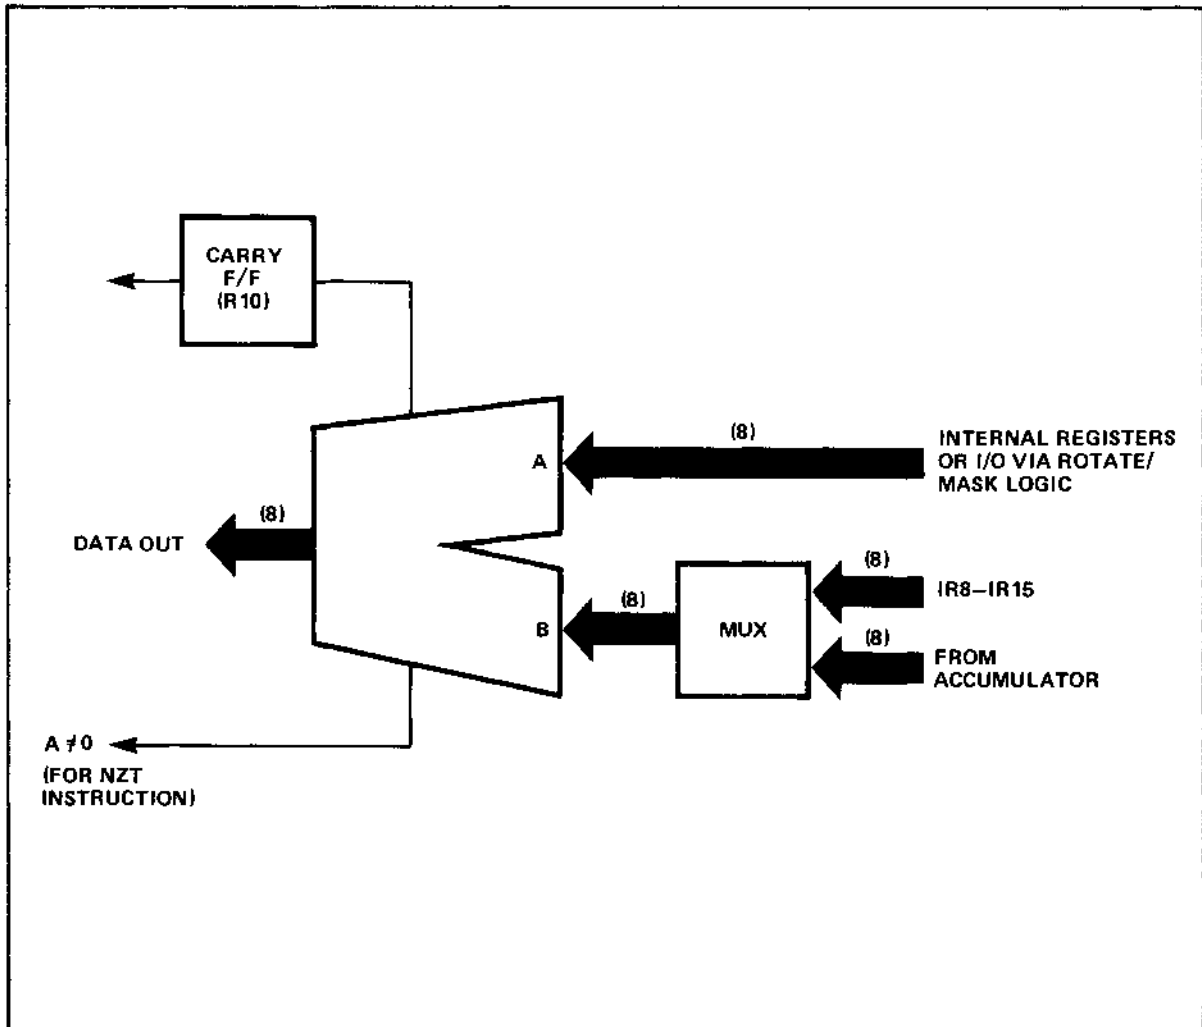 CARRY
F/F
(R10)
(8)
A
INTERNAL REGISTERS
OR I/O VIA ROTATE/
MASK LOGIC
DATA OUT
(8)
(8)
IR8–IR15
B
(8)
MUX
(8)
FROM
ACCUMULATOR
A ≠ 0
(FOR NZT
INSTRUCTION)